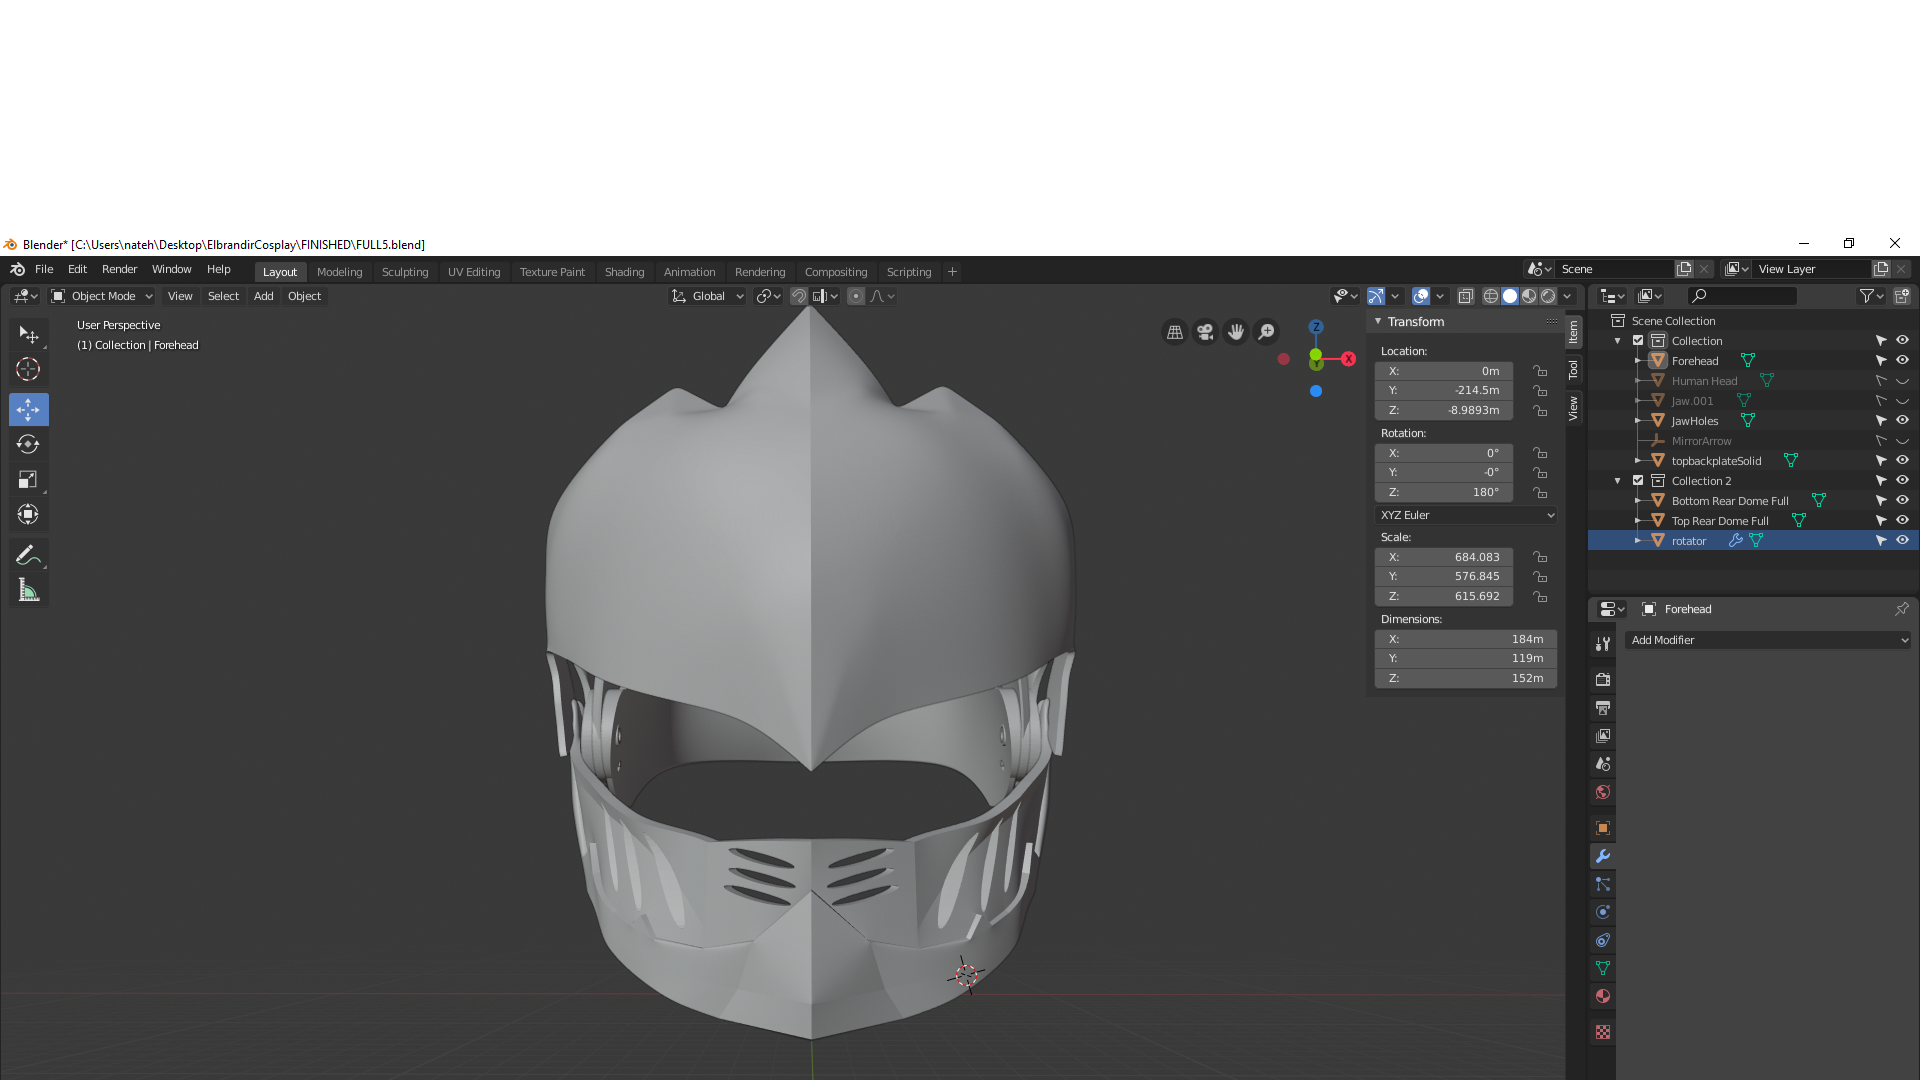 Blender* [C:\Users\nateh\Desktop\ElbrandirCosplay\FINISHED\FULL5.blend]
File Edit Render Window Help Layout Modeling Sculpting UV Editing Texture Paint Shading Animation Rendering Compositing Scripting + Scene View Layer
Object Mode View Select Add Object Global
User Perspective
(1) Collection | Forehead
Z
X
Y
Transform
Location:
X: 0m
Y: -214.5m
Z: -8.9893m
Rotation:
X: 0°
Y: -0°
Z: 180°
XYZ Euler
Scale:
X: 684.083
Y: 576.845
Z: 615.692
Dimensions:
X: 184m
Y: 119m
Z: 152m
Item
Tool
View
Scene Collection
Collection
Forehead
Human Head
Jaw.001
JawHoles
MirrorArrow
topbackplateSolid
Collection 2
Bottom Rear Dome Full
Top Rear Dome Full
rotator
Forehead
Add Modifier